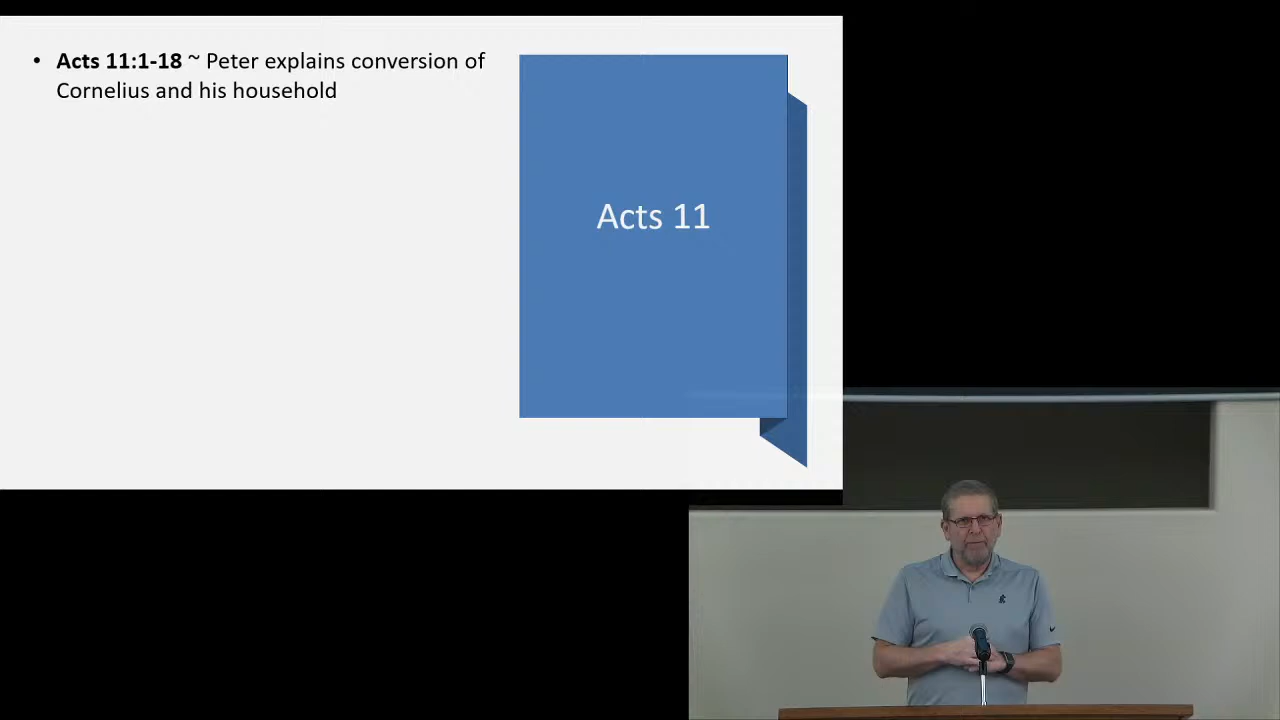 • Acts 11:1-18 ~ Peter explains conversion of
Cornelius and his household
Acts 11